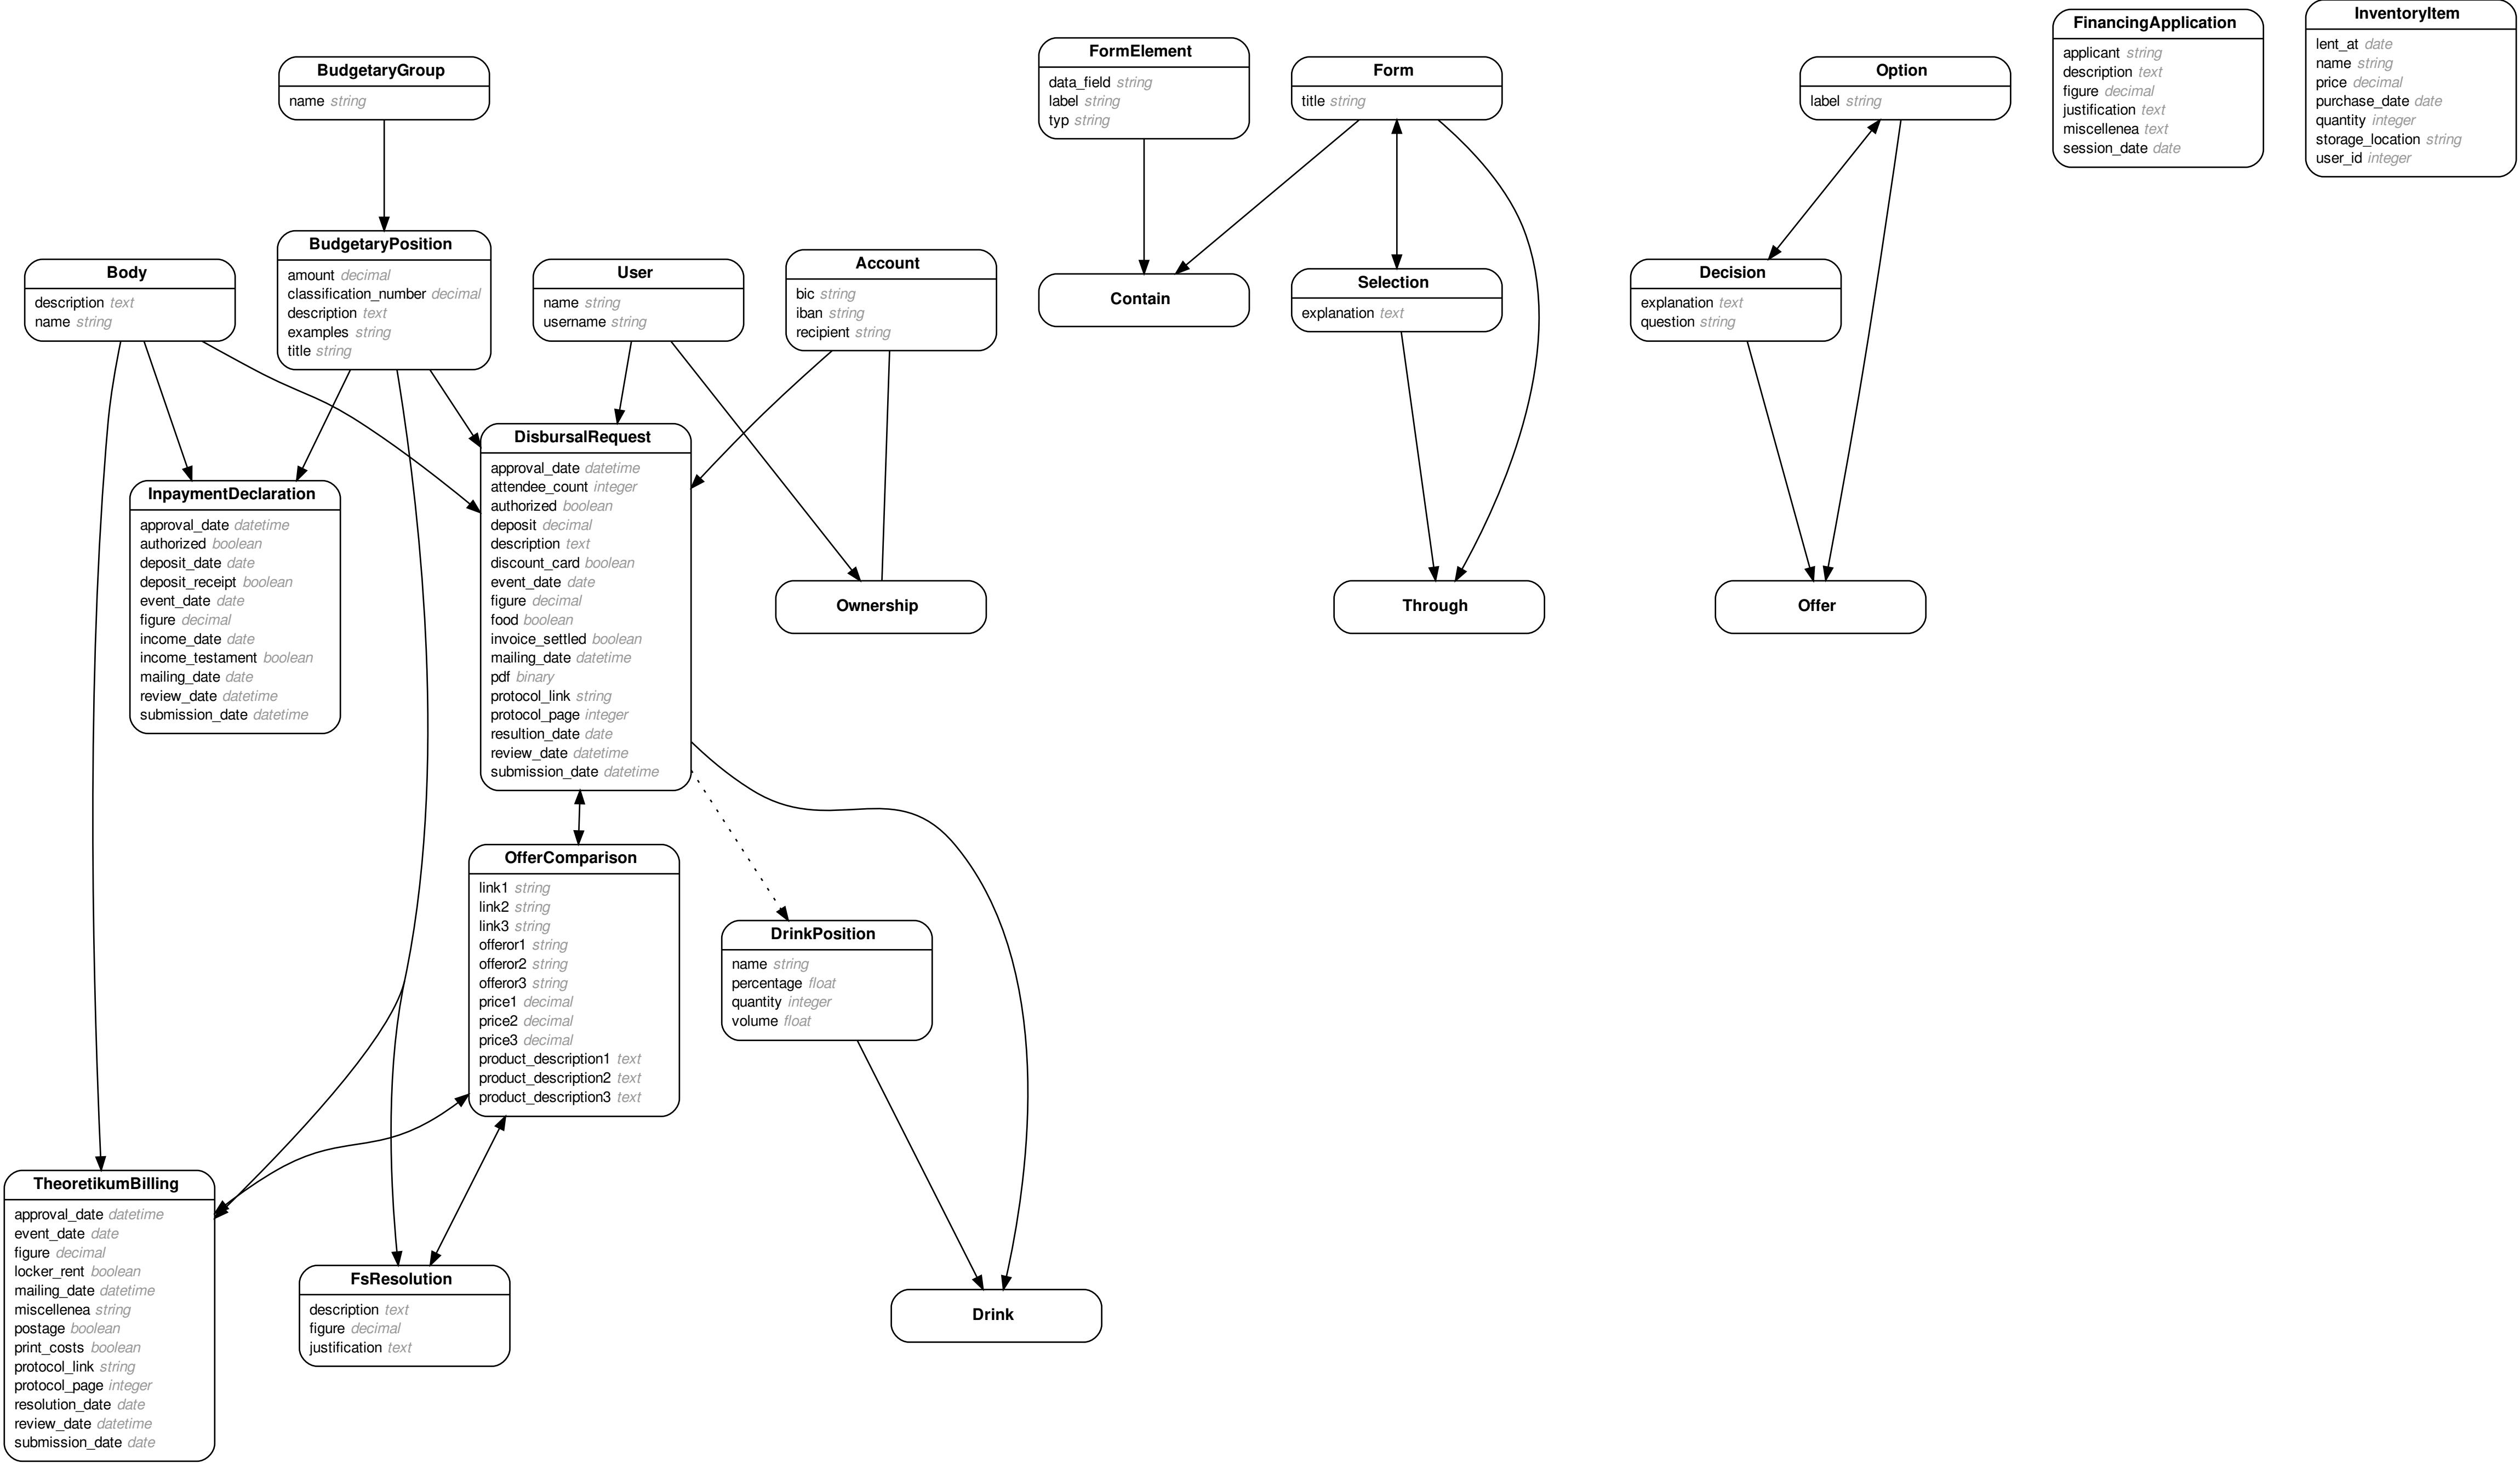 BudgetaryGroup
name string
FormElement
data_field string
label string
typ string
Form
title string
Option
label string
FinancingApplication
applicant string
description text
figure decimal
justification text
miscellenea text
session_date date
InventoryItem
lent_at date
name string
price decimal
purchase_date date
quantity integer
storage_location string
user_id integer
Body
description text
name string
BudgetaryPosition
amount decimal
classification_number decimal
description text
examples string
title string
User
name string
username string
Account
bic string
iban string
recipient string
Contain
Selection
explanation text
Decision
explanation text
question string
InpaymentDeclaration
approval_date datetime
authorized boolean
deposit_date date
deposit_receipt boolean
event_date date
figure decimal
income_date date
income_testament boolean
mailing_date date
review_date datetime
submission_date datetime
DisbursalRequest
approval_date datetime
attendee_count integer
authorized boolean
deposit decimal
description text
discount_card boolean
event_date date
figure decimal
food boolean
invoice_settled boolean
mailing_date datetime
pdf binary
protocol_link string
protocol_page integer
resultion_date date
review_date datetime
submission_date datetime
Ownership
Through
Offer
OfferComparison
link1 string
link2 string
link3 string
offeror1 string
offeror2 string
offeror3 string
price1 decimal
price2 decimal
price3 decimal
product_description1 text
product_description2 text
product_description3 text
DrinkPosition
name string
percentage float
quantity integer
volume float
TheoretikumBilling
approval_date datetime
event_date date
figure decimal
locker_rent boolean
mailing_date datetime
miscellenea string
postage boolean
print_costs boolean
protocol_link string
protocol_page integer
resolution_date date
review_date datetime
submission_date date
FsResolution
description text
figure decimal
justification text
Drink